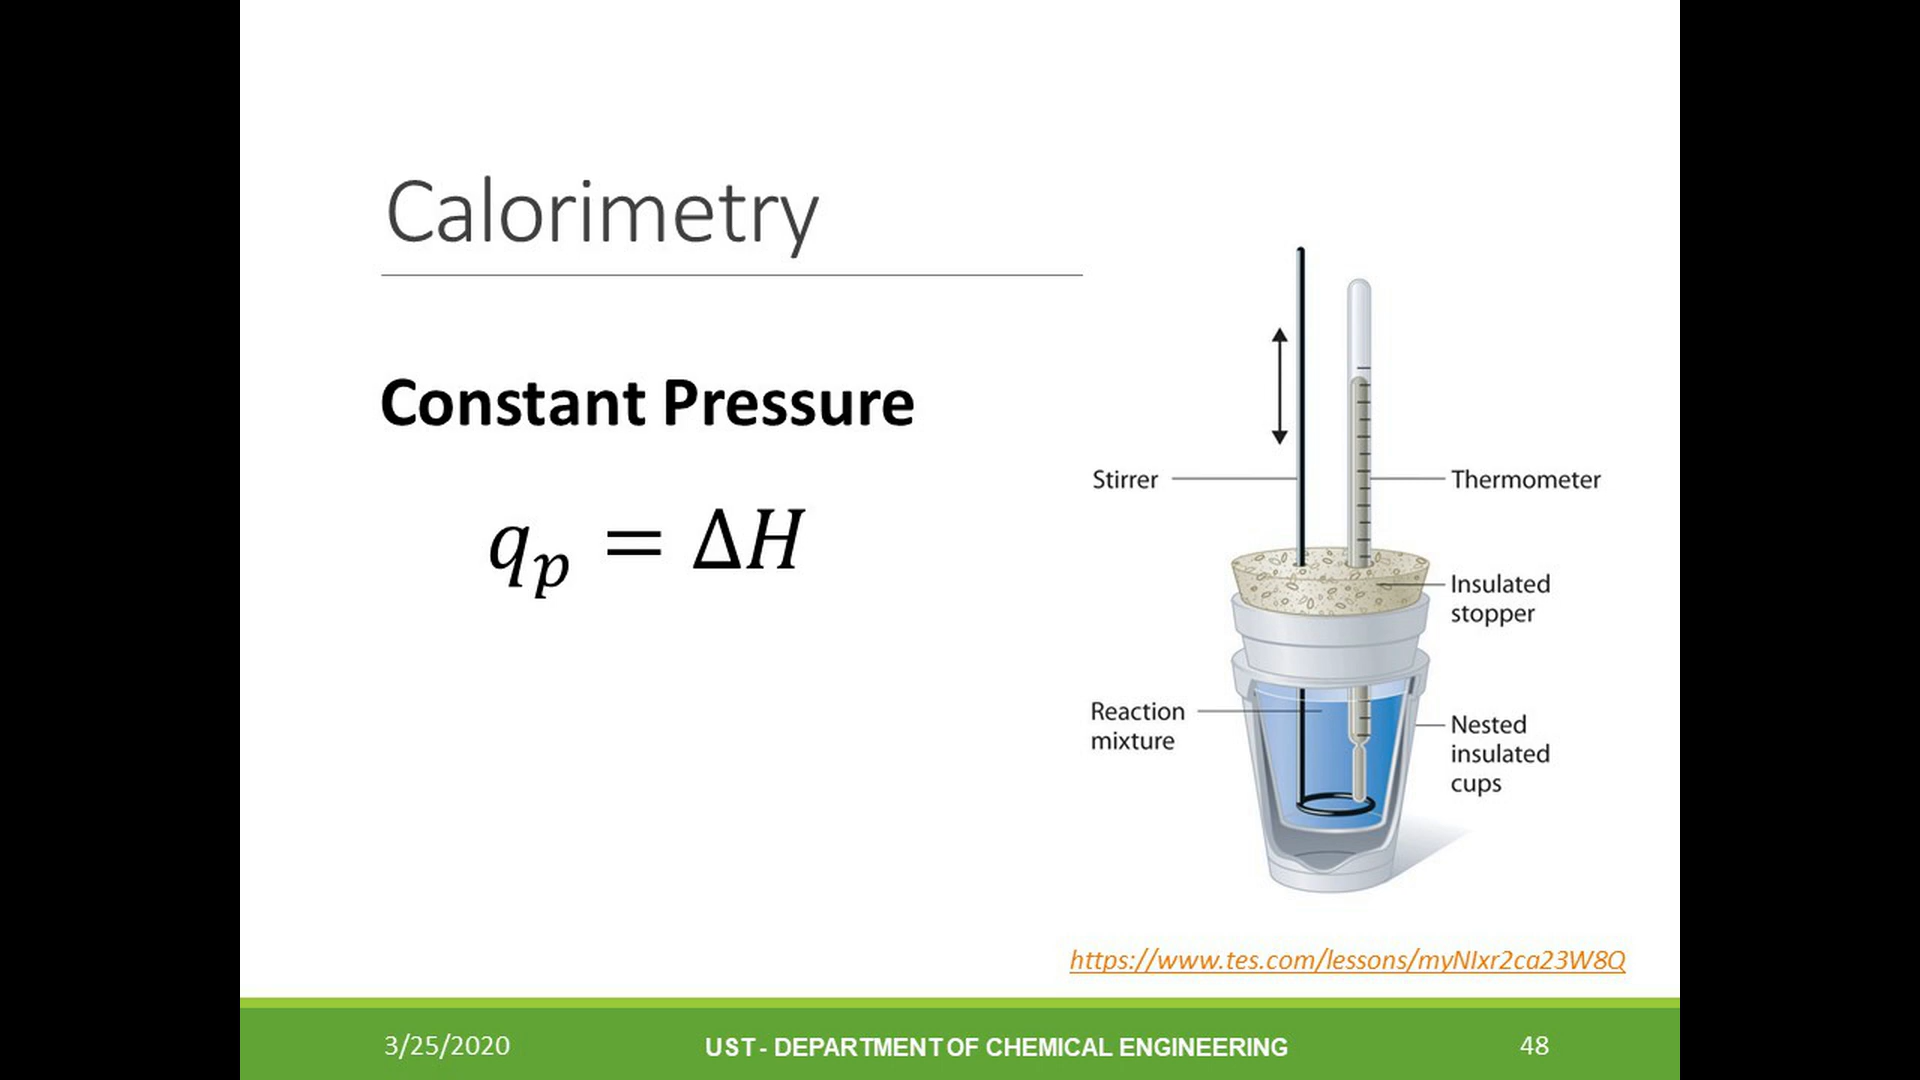 Calorimetry
Constant Pressure
q_p = ΔH
Stirrer
Thermometer
Insulated
stopper
Reaction
mixture
Nested
insulated
cups
https://www.tes.com/lessons/myNIxr2ca23W8Q
3/25/2020
UST - DEPARTMENT OF CHEMICAL ENGINEERING
48